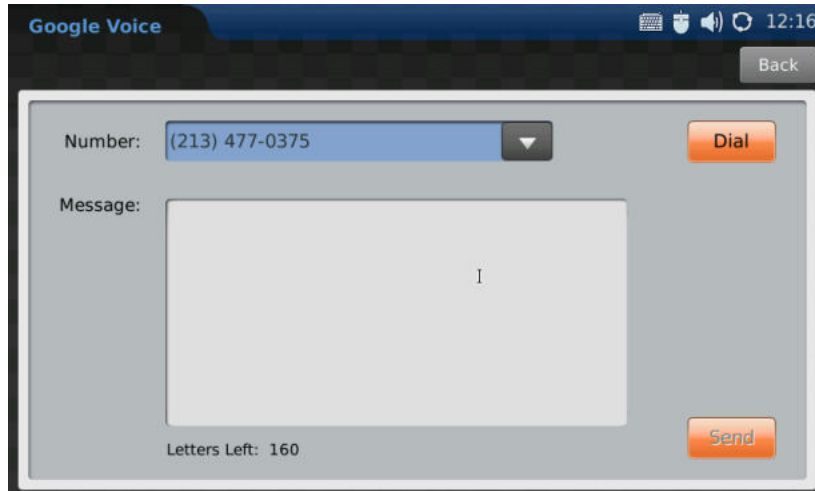 Google Voice 12:16
Back
Number: (213) 477-0375 Dial
Message:
Letters Left: 160
Send